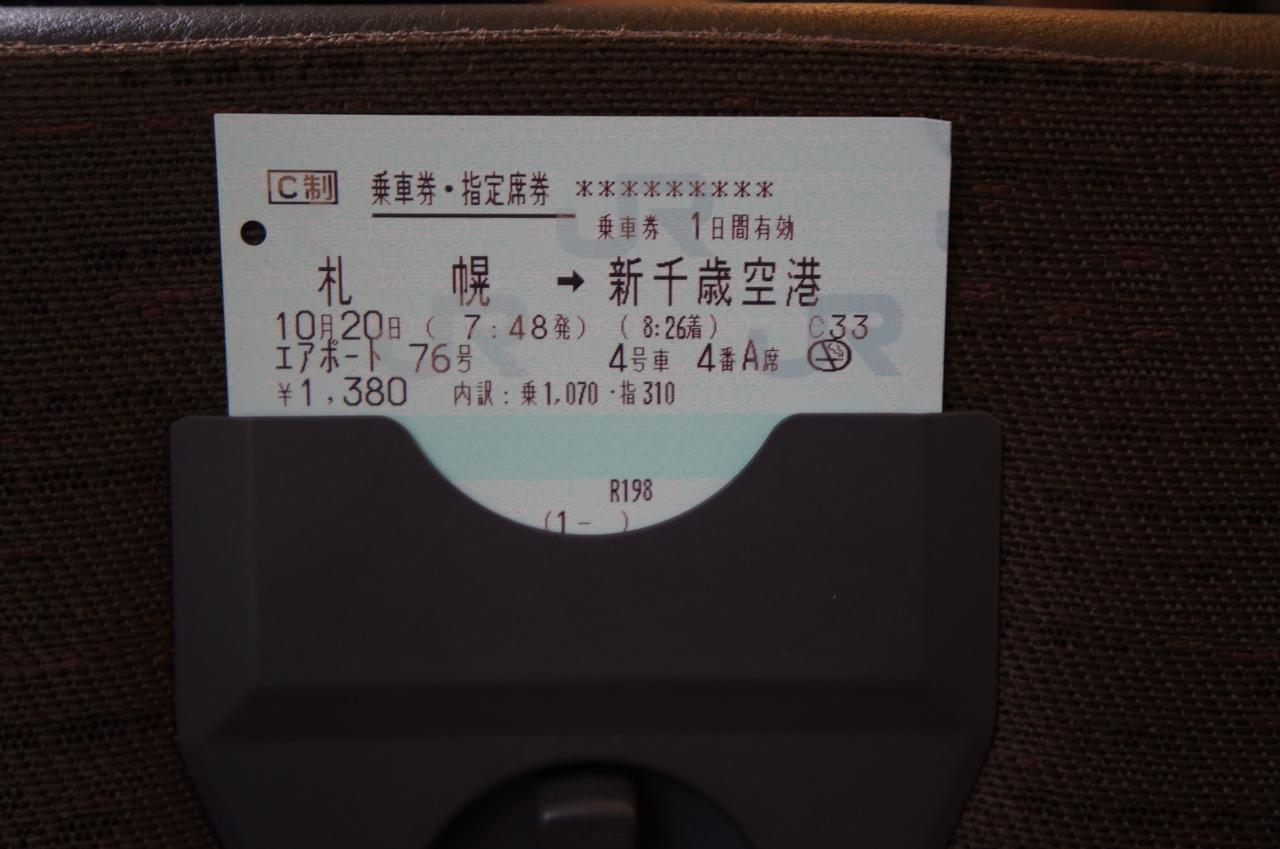 C制 乗車券・指定席券 *********
乗車券 1日間有効
札 幌 → 新千歳空港
10月20日 ( 7:48発) ( 8:26着) C33
エアポート 76号 4号車 4番A席
¥1,380 内訳:乗1,070・指310
R198
(1- )